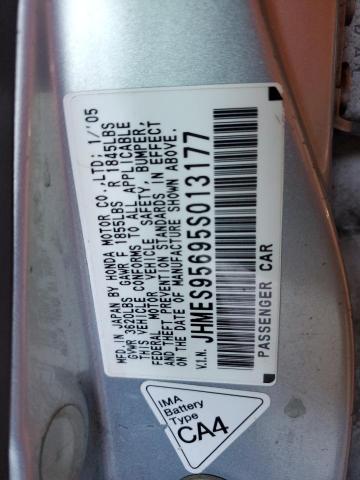 MFD. IN JAPAN BY HONDA MOTOR CO., LTD: 1/'05
GVWR 3620LBS GAWR F 1855LBS R 1845LBS
THIS VEHICLE CONFORMS TO ALL APPLICABLE
FEDERAL MOTOR VEHICLE SAFETY, BUMPER,
AND THEFT PREVENTION STANDARDS IN EFFECT
ON THE DATE OF MANUFACTURE SHOWN ABOVE.
V.I.N. JHMES95695S013177
PASSENGER CAR
IMA
Battery
Type
CA4